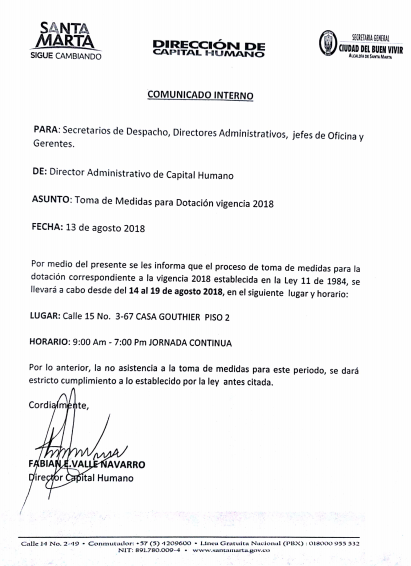 SANTA
MARTA
SIGUE CAMBIANDO
DIRECCIÓN DE
CAPITAL HUMANO
SECRETARÍA GENERAL
CIUDAD DEL BUEN VIVIR
ALCALDÍA DE SANTA MARTA
COMUNICADO INTERNO
PARA: Secretarios de Despacho, Directores Administrativos, jefes de Oficina y
Gerentes.
DE: Director Administrativo de Capital Humano
ASUNTO: Toma de Medidas para Dotación vigencia 2018
FECHA: 13 de agosto 2018
Por medio del presente se les informa que el proceso de toma de medidas para la
dotación correspondiente a la vigencia 2018 establecida en la Ley 11 de 1984, se
llevará a cabo desde del 14 al 19 de agosto 2018, en el siguiente lugar y horario:
LUGAR: Calle 15 No. 3-67 CASA GOUTHIER PISO 2
HORARIO: 9:00 Am - 7:00 Pm JORNADA CONTINUA
Por lo anterior, la no asistencia a la toma de medidas para este periodo, se dará
estricto cumplimiento a lo establecido por la ley antes citada.
Cordialmente,
FABIAN E.VALLE NAVARRO
Director Capital Humano
Calle 14 No. 2-49 • Conmutador: +57 (5) 4209600 • Línea Gratuita Nacional (PBX) : 018000 955 532
NIT: 891.780.009-4 • www.santamarta.gov.co